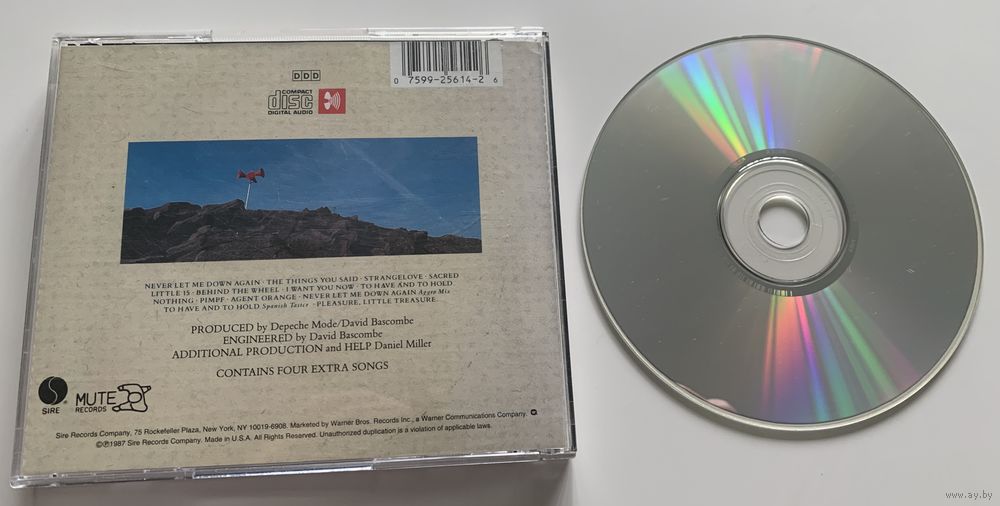 0 7599-25614-2 6
DDD
COMPACT
disc
DIGITAL AUDIO
NEVER LET ME DOWN AGAIN · THE THINGS YOU SAID · STRANGELOVE · SACRED
LITTLE 15 · BEHIND THE WHEEL · I WANT YOU NOW · TO HAVE AND TO HOLD
NOTHING · PIMPF · AGENT ORANGE · NEVER LET ME DOWN AGAIN Aggro Mix
TO HAVE AND TO HOLD Spanish Taster · PLEASURE, LITTLE TREASURE
PRODUCED by Depeche Mode/David Bascombe
ENGINEERED by David Bascombe
ADDITIONAL PRODUCTION and HELP Daniel Miller
CONTAINS FOUR EXTRA SONGS
SIRE
MUTE
RECORDS
Sire Records Company, 75 Rockefeller Plaza, New York, NY 10019-6908. Marketed by Warner Bros. Records Inc., a Warner Communications Company.
©℗1987 Sire Records Company. Made in U.S.A. All Rights Reserved. Unauthorized duplication is a violation of applicable laws.
www.ay.by